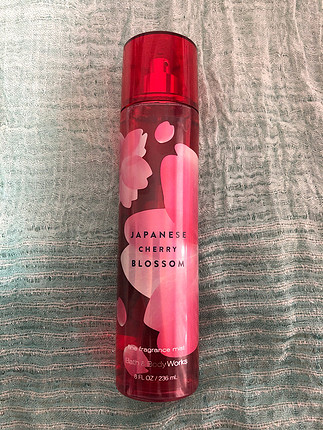 JAPANESE
CHERRY
BLOSSOM
fine fragrance mist
Bath & Body Works
8 FL OZ / 236 mL